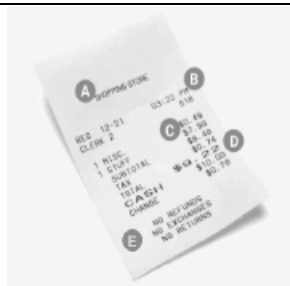 A SHOPPING STORE
B
REG 12-21 03:22 PM
CLERK 2 618
C
1 MISC. $0.49
1 STUFF $7.99
SUBTOTAL $8.48
TAX $0.74
D
TOTAL $9.22
CASH $10.00
CHANGE $0.78
E
NO REFUNDS
NO EXCHANGES
NO RETURNS